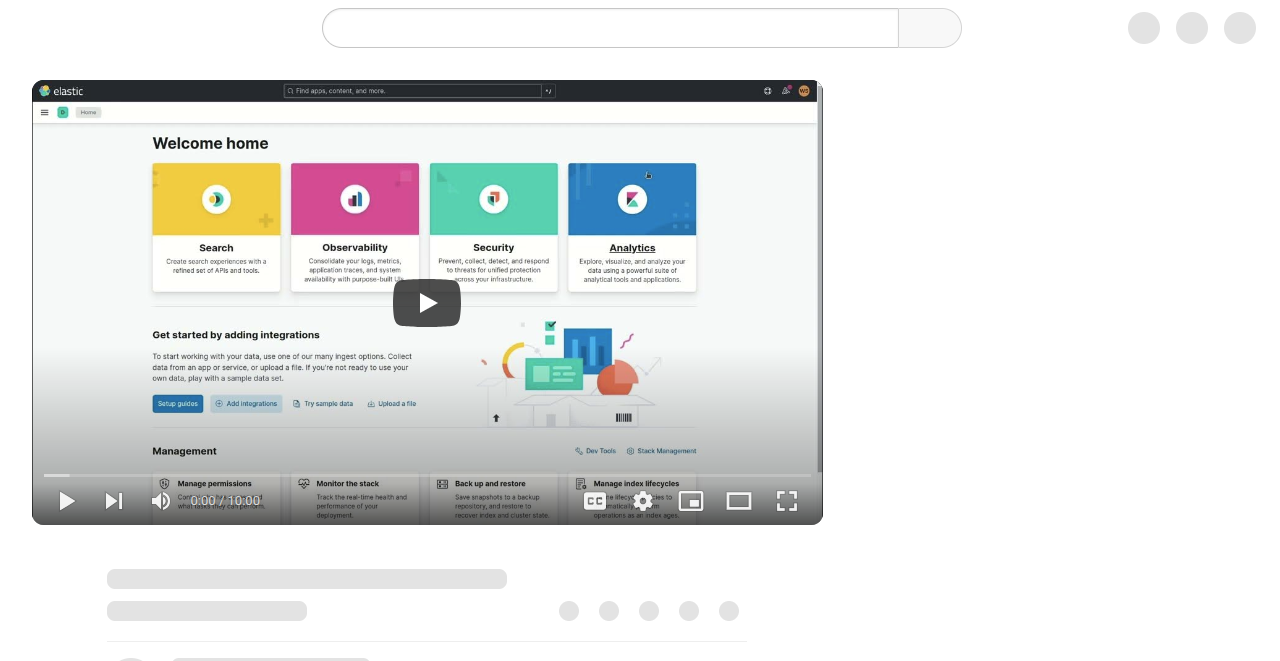 elastic
Find apps, content, and more.
WS
D
Home
Welcome home
Search
Create search experiences with a
refined set of APIs and tools.
Observability
Consolidate your logs, metrics,
application traces, and system
availability with purpose-built UIs.
Security
Prevent, collect, detect, and respond
to threats for unified protection
across your infrastructure.
Analytics
Explore, visualize, and analyze your
data using a powerful suite of
analytical tools and applications.
Get started by adding integrations
To start working with your data, use one of our many ingest options. Collect
data from an app or service, or upload a file. If you're not ready to use your
own data, play with a sample data set.
Setup guides
Add integrations
Try sample data
Upload a file
Management
Dev Tools
Stack Management
Manage permissions
what they can perform.
Monitor the stack
Track the real-time health and
performance of your
deployment.
Back up and restore
Save snapshots to a backup
repository, and restore to
recover index and cluster state.
Manage index lifecycles
to
operations as an index ages.
0:00 / 10:00
CC